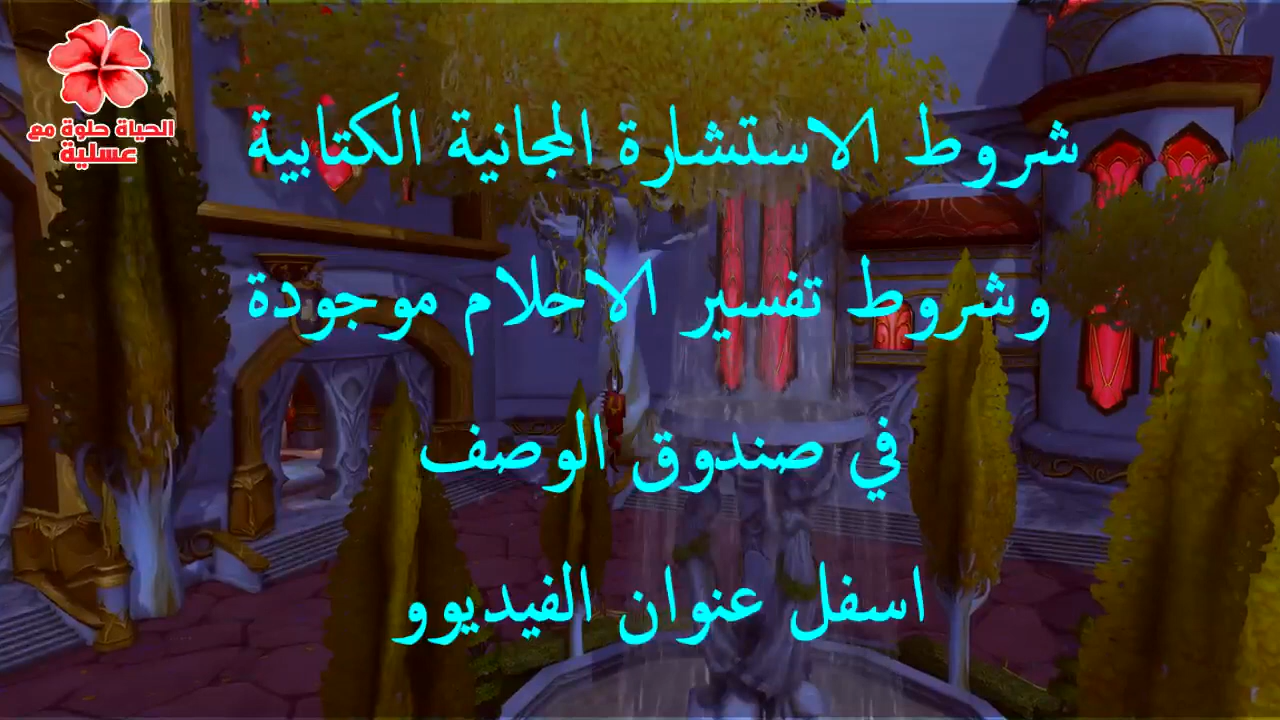 الحياة حلوة مع
عسلية
شروط الاستشارة المجانية الكتابية
وشروط تفسير الاحلام موجودة
في صندوق الوصف
اسفل عنوان الفيديوو